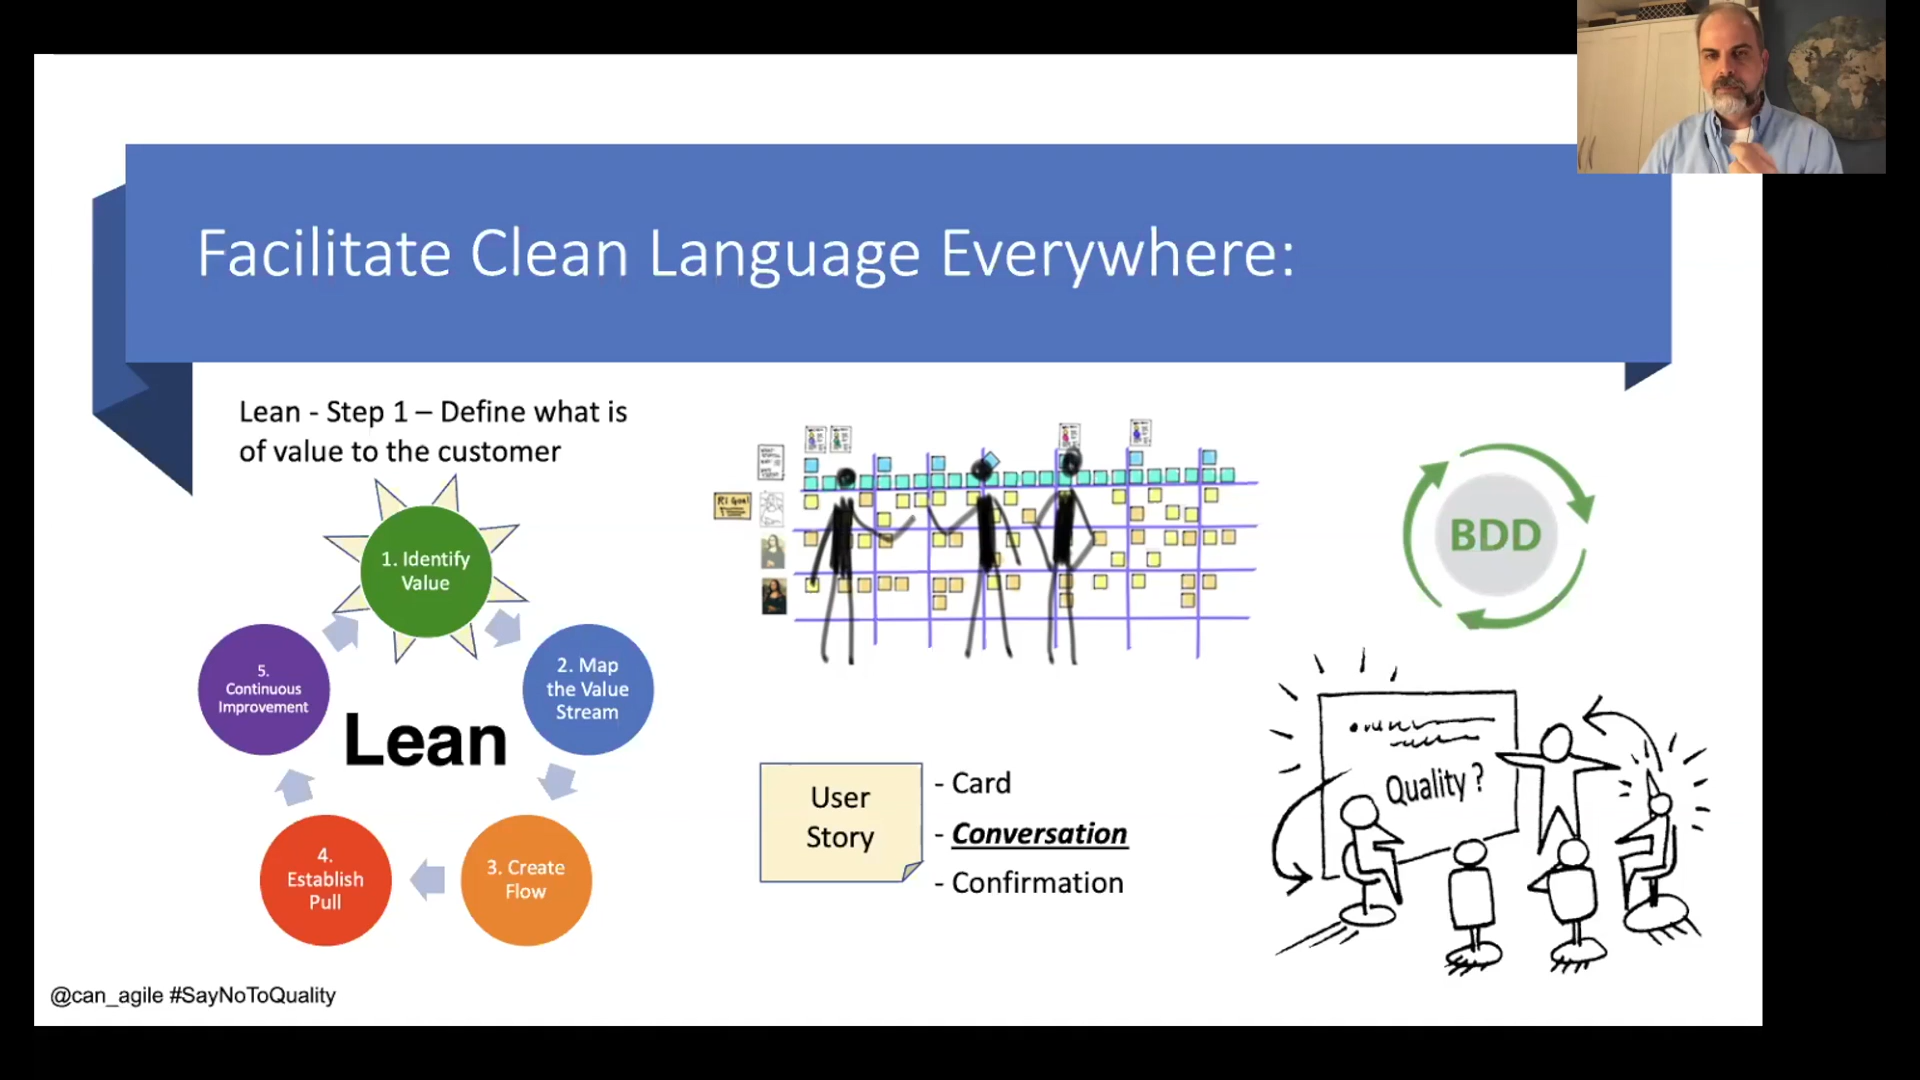 Facilitate Clean Language Everywhere:
Lean - Step 1 – Define what is
of value to the customer
1. Identify
Value
2. Map
the Value
Stream
3. Create
Flow
4.
Establish
Pull
5.
Continuous
Improvement
Lean
R1 Goal
User
Story
- Card
- Conversation
- Confirmation
BDD
Quality?
@can_agile #SayNoToQuality